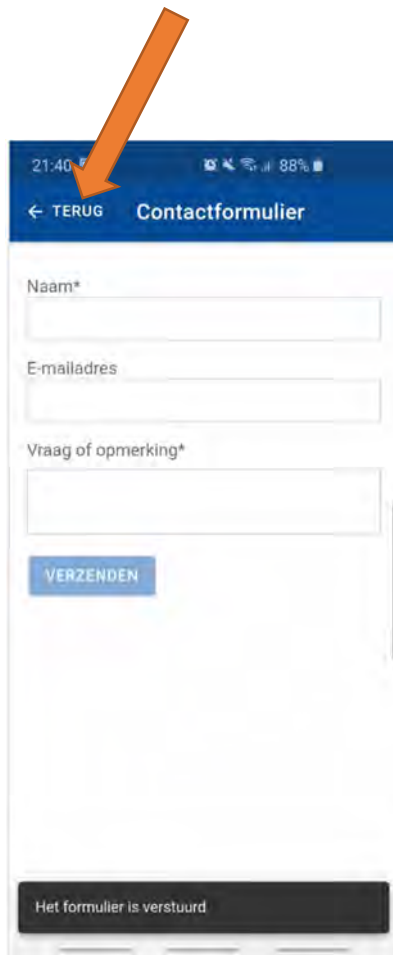 21:40 88%
← TERUG Contactformulier
Naam*
E-mailadres
Vraag of opmerking*
VERZENDEN
Het formulier is verstuurd